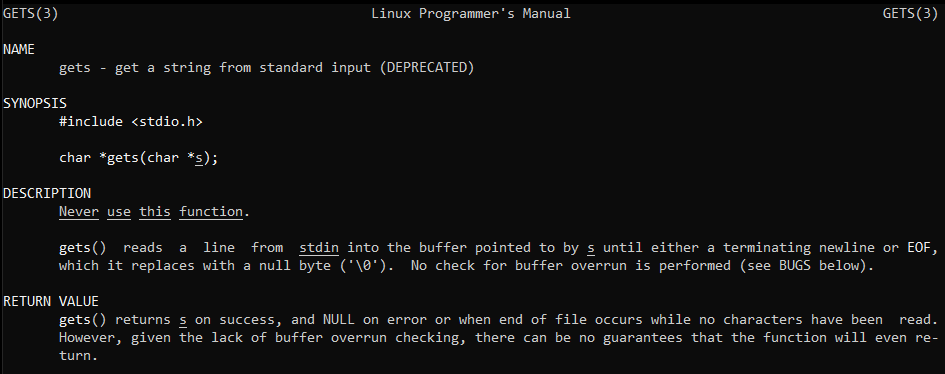 GETS(3) Linux Programmer's Manual GETS(3)
NAME
gets - get a string from standard input (DEPRECATED)
SYNOPSIS
#include <stdio.h>
char *gets(char *s);
DESCRIPTION
Never use this function.
gets() reads a line from stdin into the buffer pointed to by s until either a terminating newline or EOF,
which it replaces with a null byte ('\0'). No check for buffer overrun is performed (see BUGS below).
RETURN VALUE
gets() returns s on success, and NULL on error or when end of file occurs while no characters have been read.
However, given the lack of buffer overrun checking, there can be no guarantees that the function will even re-
turn.